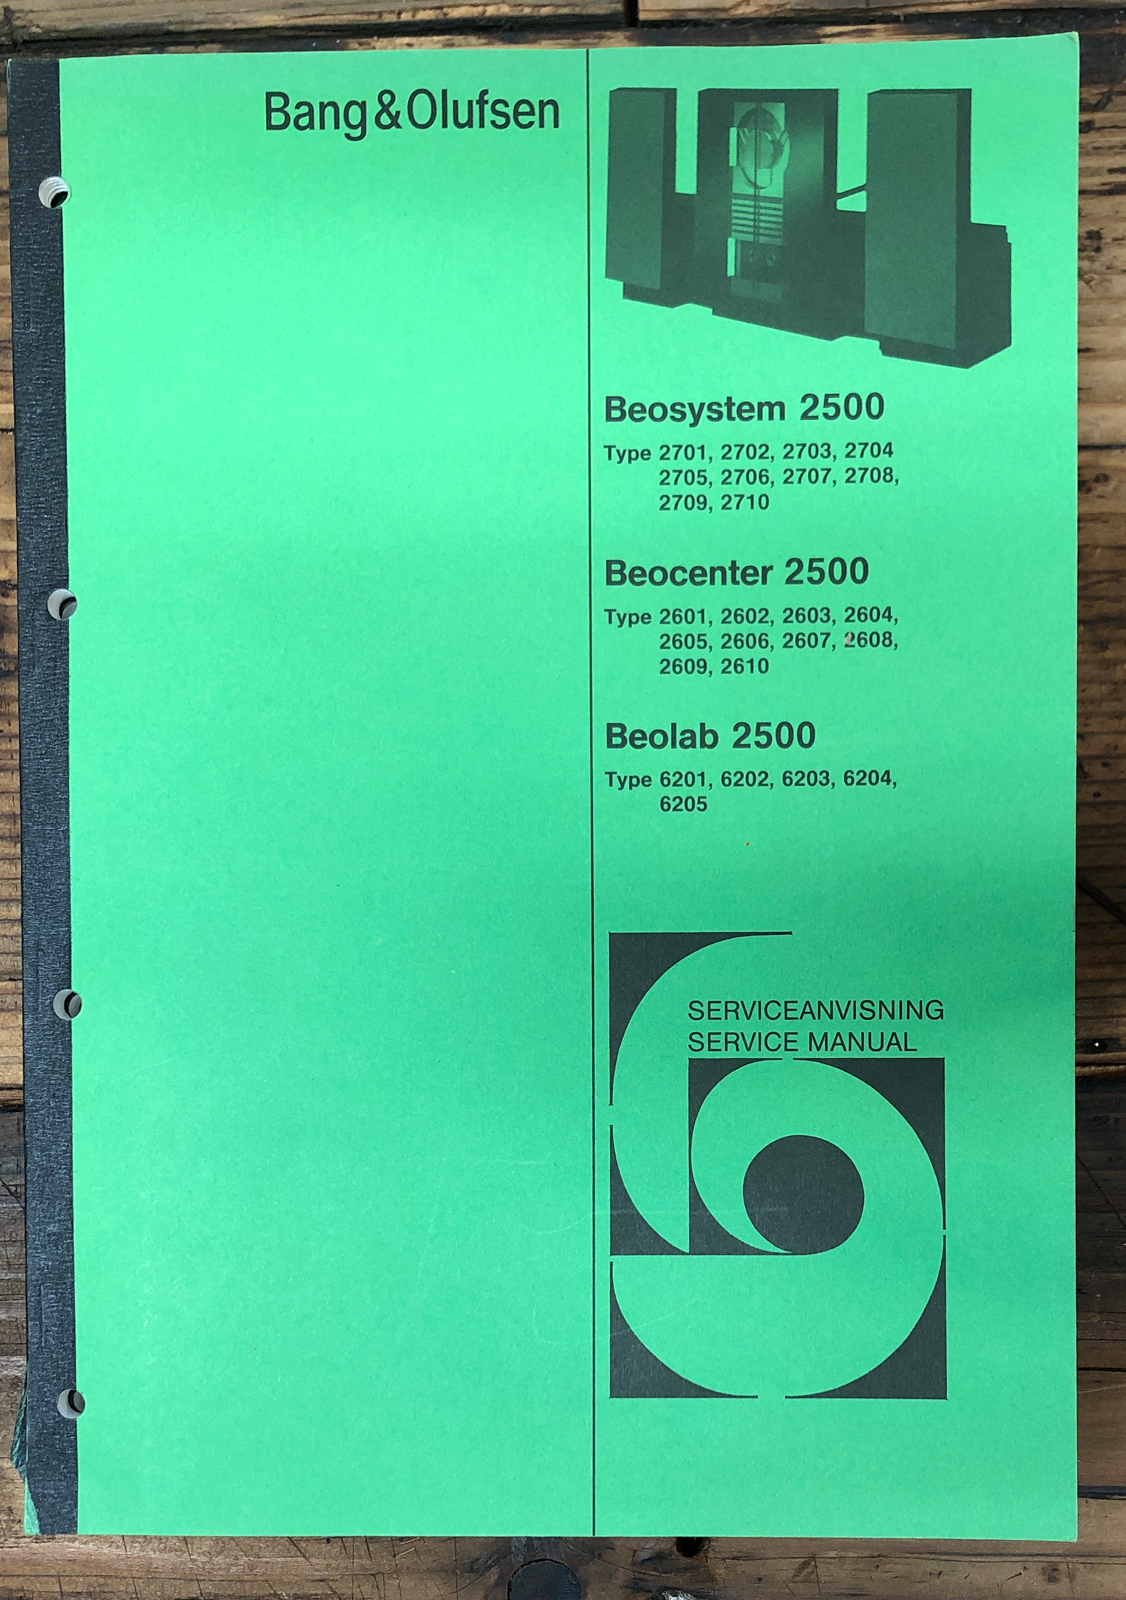 Bang&Olufsen
Beosystem 2500
Type 2701, 2702, 2703, 2704
2705, 2706, 2707, 2708,
2709, 2710
Beocenter 2500
Type 2601, 2602, 2603, 2604,
2605, 2606, 2607, 2608,
2609, 2610
Beolab 2500
Type 6201, 6202, 6203, 6204,
6205
SERVICEANVISNING
SERVICE MANUAL